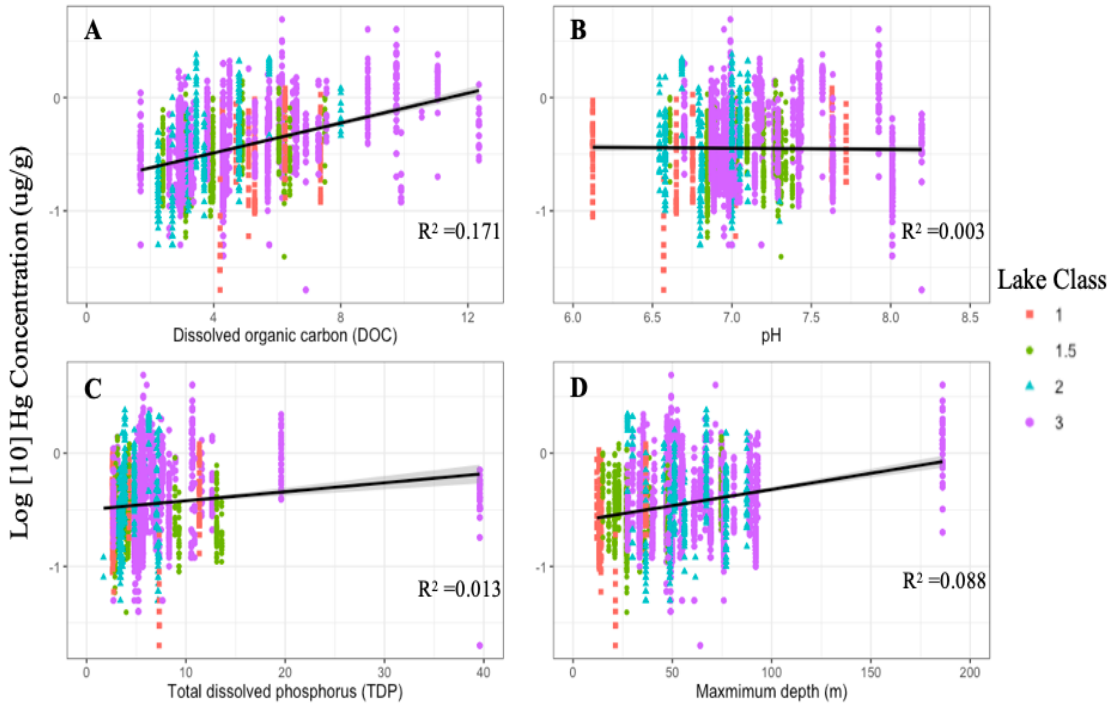 A
B
0
-1
R² =0.171
0
-1
R² =0.003
0
4
8
12
Dissolved organic carbon (DOC)
6.0
6.5
7.0
7.5
8.0
8.5
pH
Log [10] Hg Concentration (ug/g)
Lake Class
1
1.5
2
3
C
D
0
-1
R² =0.013
0
-1
R² =0.088
0
10
20
30
40
Total dissolved phosphorus (TDP)
0
50
100
150
200
Maxmimum depth (m)